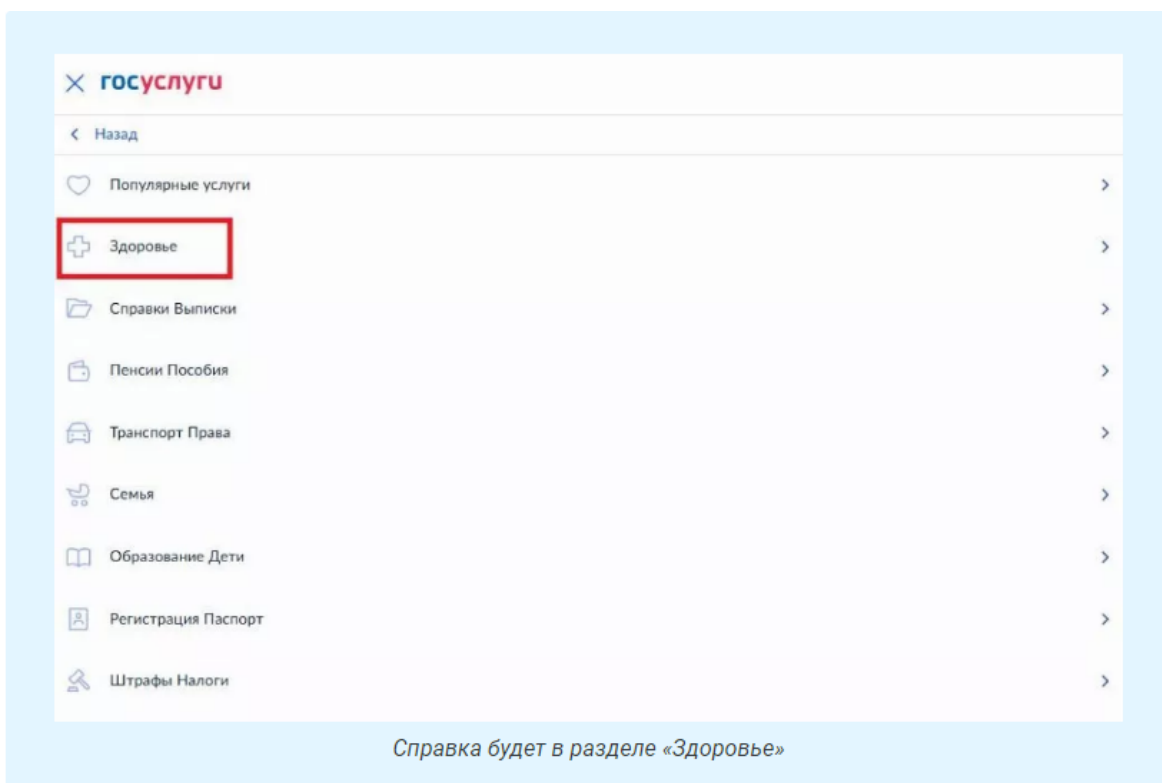 госуслуги
Назад
Популярные услуги
Здоровье
Справки Выписки
Пенсии Пособия
Транспорт Права
Семья
Образование Дети
Регистрация Паспорт
Штрафы Налоги
Справка будет в разделе «Здоровье»